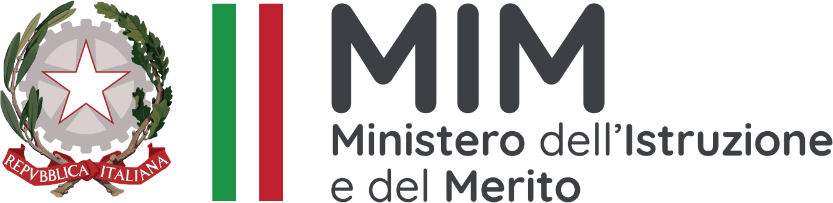 REPVBBLICA ITALIANA
MIM
Ministero dell'Istruzione
e del Merito